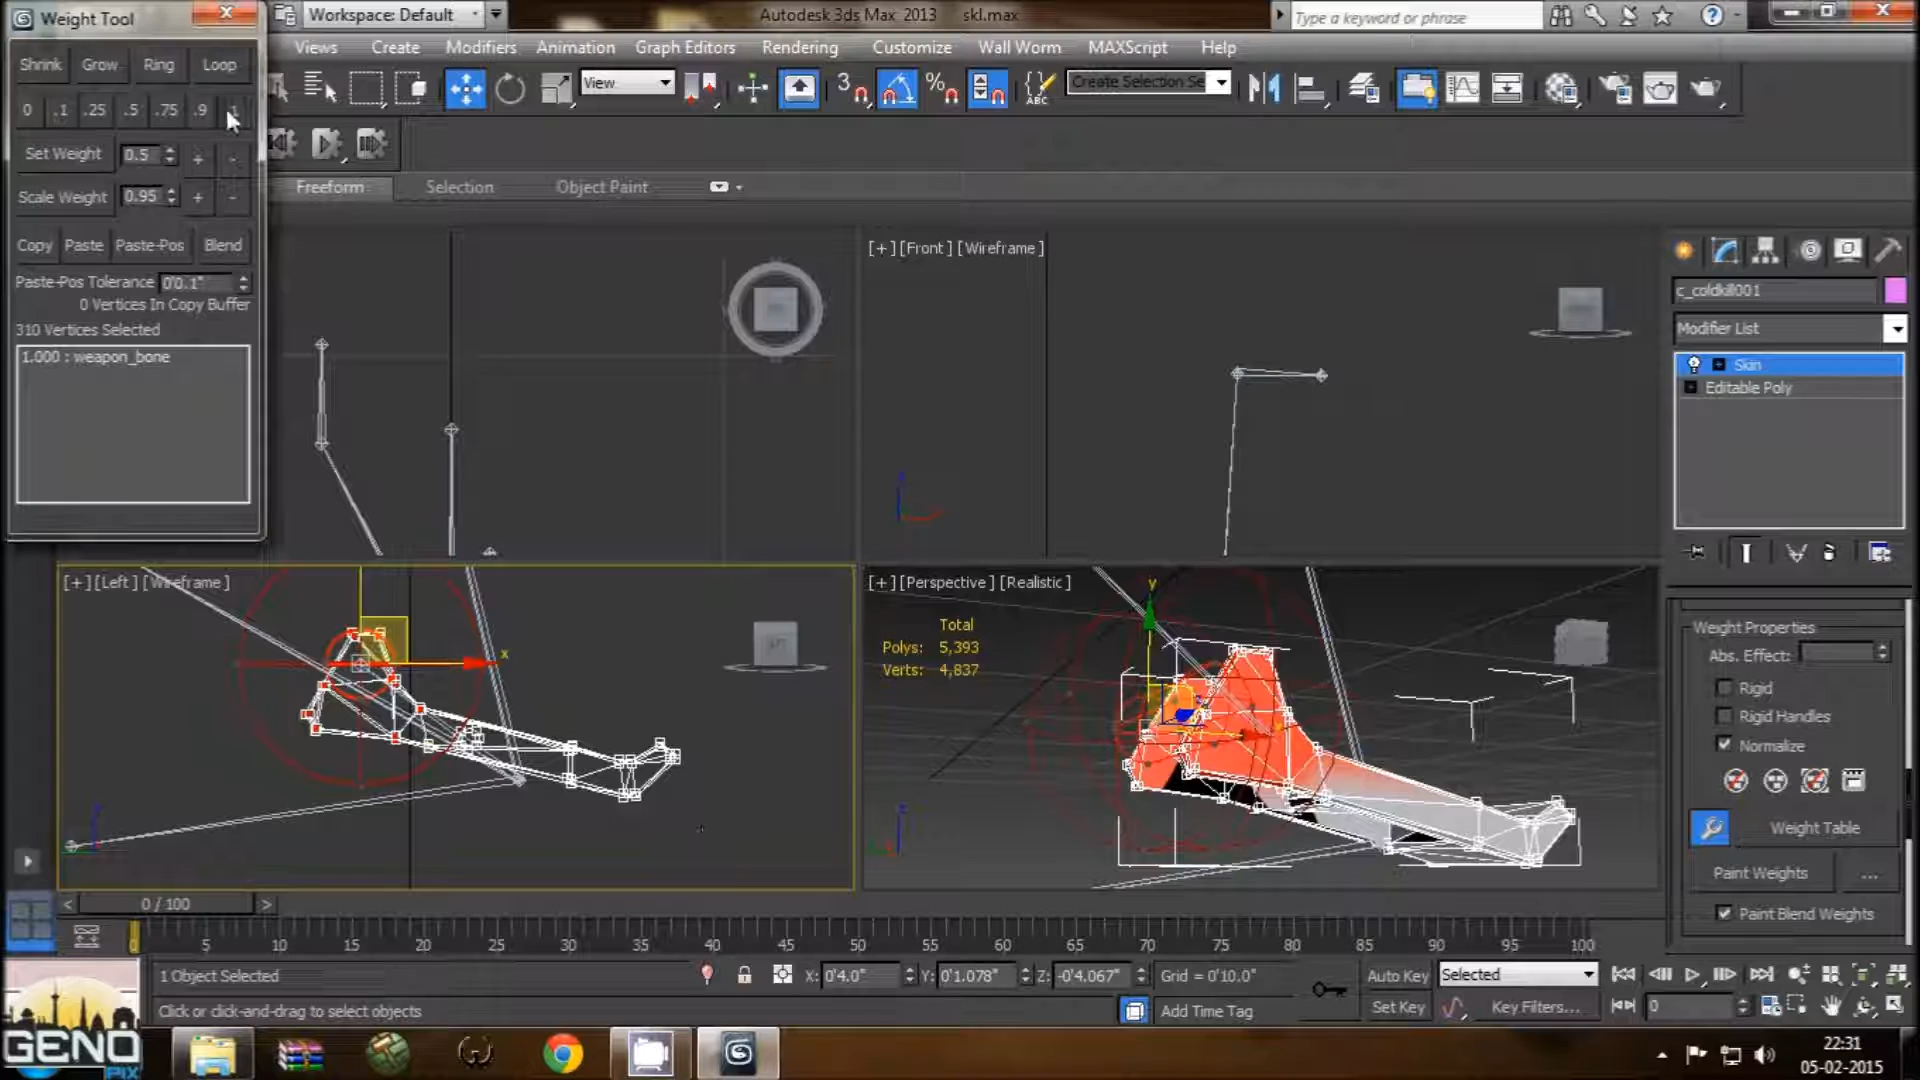 Weight Tool
Workspace: Default
Autodesk 3ds Max 2013 skl.max
Type a keyword or phrase
Shrink Grow Ring Loop
Views Create Modifiers Animation Graph Editors Rendering Customize Wall Worm MAXScript Help
0 .1 .25 .5 .75 .9 1
View
3
%
ABC
Create Selection Se
Set Weight 0.5 + -
Scale Weight 0.95 + -
Freeform Selection Object Paint
Copy Paste Paste-Pos Blend
Paste-Pos Tolerance 0'0.1"
0 Vertices In Copy Buffer
310 Vertices Selected
1.000 : weapon_bone
[+][Front][Wireframe]
c_coldkill001
Modifier List
Skin
Editable Poly
[+][Left][Wireframe]
x
[+][Perspective][Realistic]
y
Total
Polys: 5,393
Verts: 4,837
Weight Properties
Abs. Effect:
Rigid
Rigid Handles
Normalize
Weight Table
Paint Weights ...
Paint Blend Weights
< 0 / 100 >
5 10 15 20 25 30 35 40 45 50 55 60 65 70 75 80 85 90 95 100
1 Object Selected
X: 0'4.0" Y: 0'1.078" Z: -0'4.067" Grid = 0'10.0"
Auto Key Selected
Click or click-and-drag to select objects
Add Time Tag
Set Key Key Filters... 0
GENO
PIX
22:31
05-02-2015